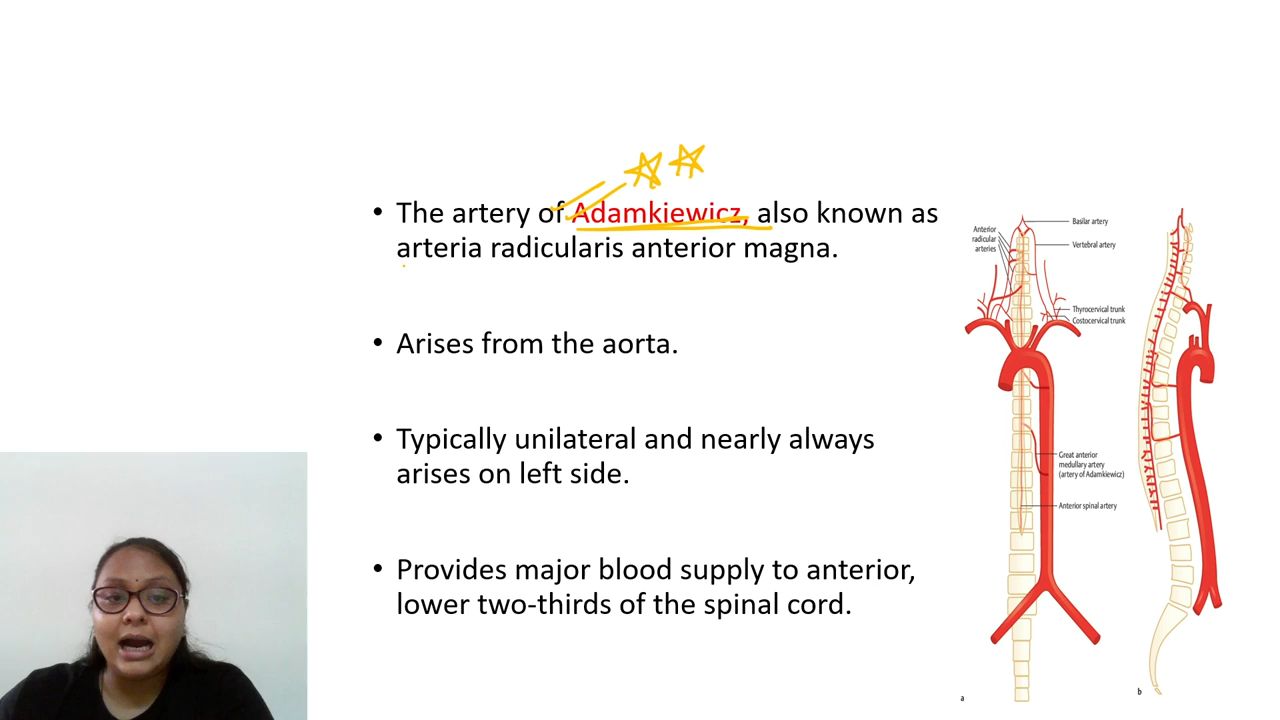 • The artery of Adamkiewicz, also known as
arteria radicularis anterior magna.
• Arises from the aorta.
• Typically unilateral and nearly always
arises on left side.
• Provides major blood supply to anterior,
lower two-thirds of the spinal cord.
Basilar artery
Anterior
radicular
arteries
Vertebral artery
Thyrocervical trunk
Costocervical trunk
Great anterior
medullary artery
(artery of Adamkiewicz)
Anterior spinal artery
a
b